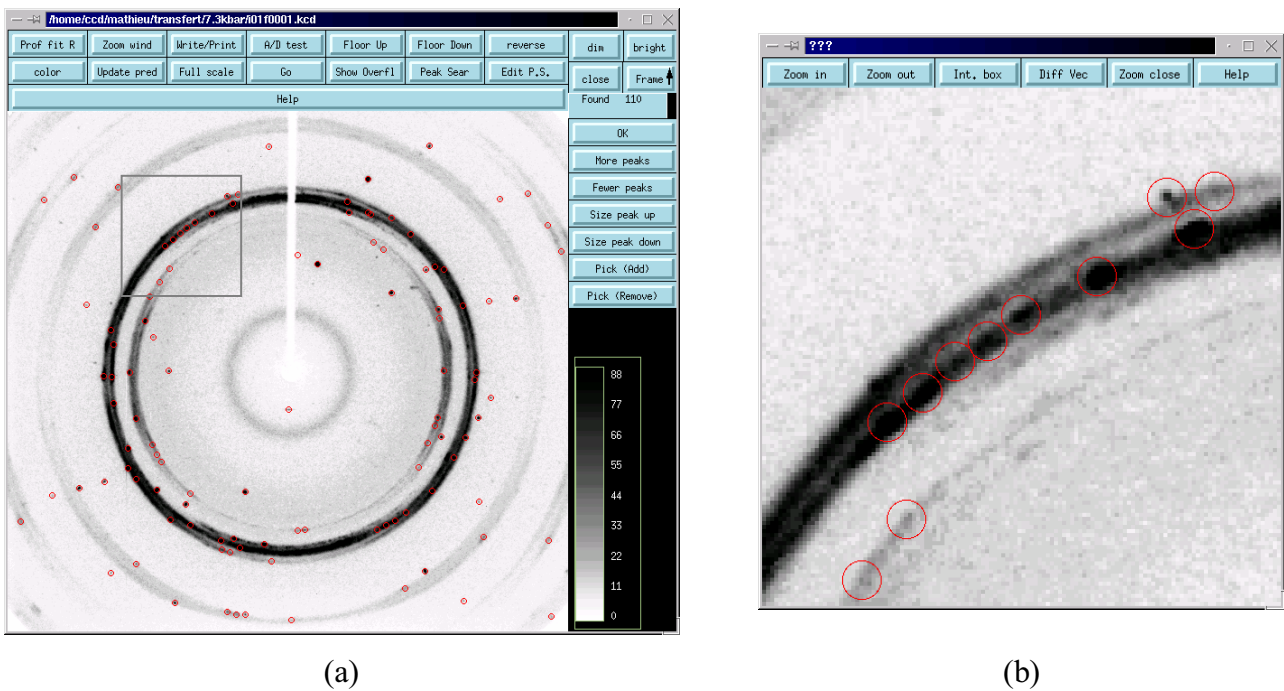 /home/ccd/mathieu/transfert/7.3kbar/i01f0001.kcd
Prof fit R Zoom wind Write/Print A/D test Floor Up Floor Down reverse dim bright
color Update pred Full scale Go Show Overfl Peak Sear Edit P.S. close Frame
Help
Found 110
OK
More peaks
Fewer peaks
Size peak up
Size peak down
Pick (Add)
Pick (Remove)
88
77
66
55
44
33
22
11
0
(a)
???
Zoom in Zoom out Int. box Diff Vec Zoom close Help
(b)